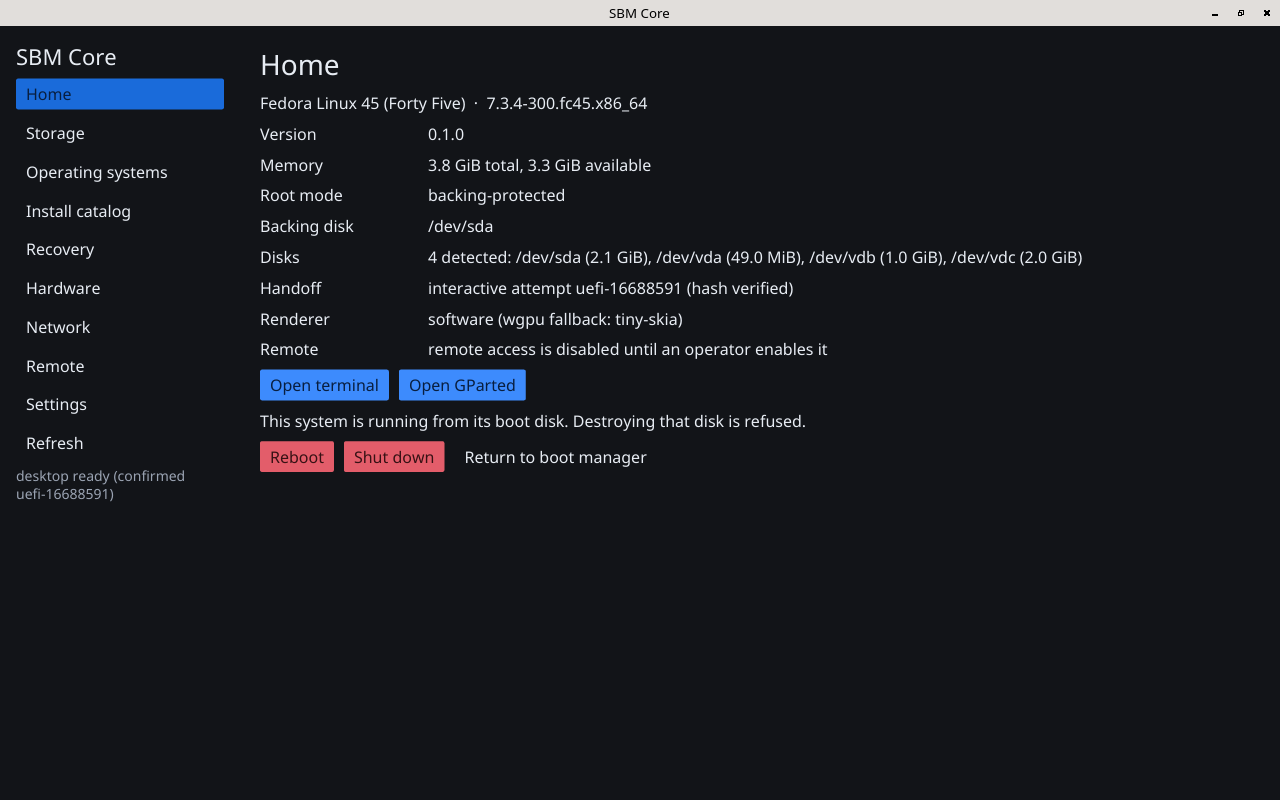 SBM Core
SBM Core
Home
Storage
Operating systems
Install catalog
Recovery
Hardware
Network
Remote
Settings
Refresh
desktop ready (confirmed
uefi-16688591)
Home
Fedora Linux 45 (Forty Five) · 7.3.4-300.fc45.x86_64
Version 0.1.0
Memory 3.8 GiB total, 3.3 GiB available
Root mode backing-protected
Backing disk /dev/sda
Disks 4 detected: /dev/sda (2.1 GiB), /dev/vda (49.0 MiB), /dev/vdb (1.0 GiB), /dev/vdc (2.0 GiB)
Handoff interactive attempt uefi-16688591 (hash verified)
Renderer software (wgpu fallback: tiny-skia)
Remote remote access is disabled until an operator enables it
Open terminal Open GParted
This system is running from its boot disk. Destroying that disk is refused.
Reboot Shut down Return to boot manager